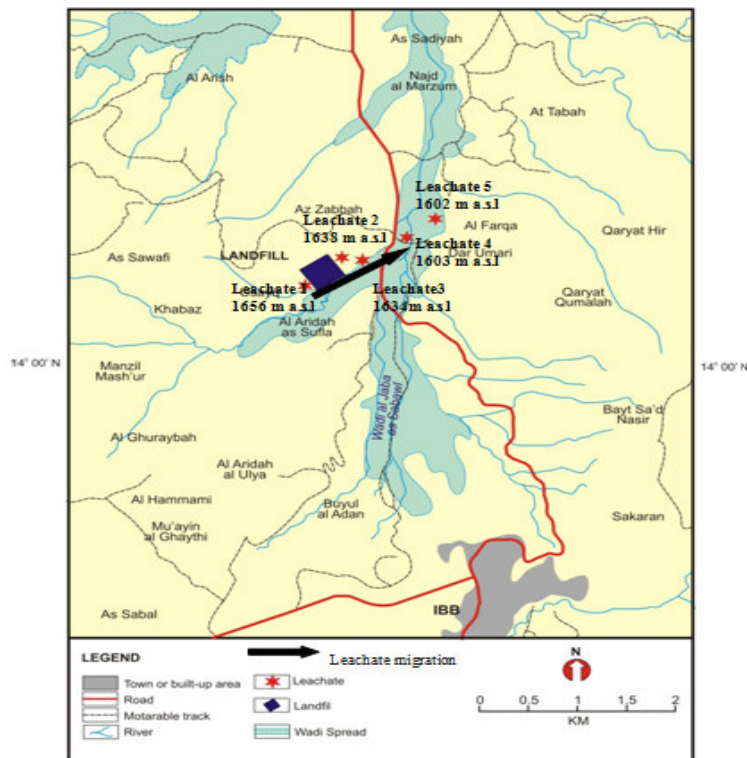 As Sadiyah
Najd
al Marzum
Al Arish
At Tabah
Leachate 5
1602 m a.s.l
Az Zabbah
Leachate 2
1638 m a.s.l
Al Farqa
Leachate 4
Dar Umari
1603 m a.s.l
Qaryat Hir
As Sawafi
LANDFILL
Leachate 1
1656 m a.s.l
Leachate3
1634m a.s.l
Qaryat
Qumalah
Khabaz
Al Aridah
as Sufla
14° 00' N
14° 00' N
Manzil
Mash'ur
Wadi al Jaba
as Sabawl
Bayt Sa'd
Nasir
Al Ghuraybah
Al Aridah
al Ulya
Al Hammami
Buyul
al Adan
Mu'ayin
al Ghaythi
Sakaran
As Sabal
IBB
LEGEND
Leachate migration
Town or built-up area
Road
Motarable track
River
Leachate
Landfil
Wadi Spread
N
0 0.5 1 1.5 2
KM